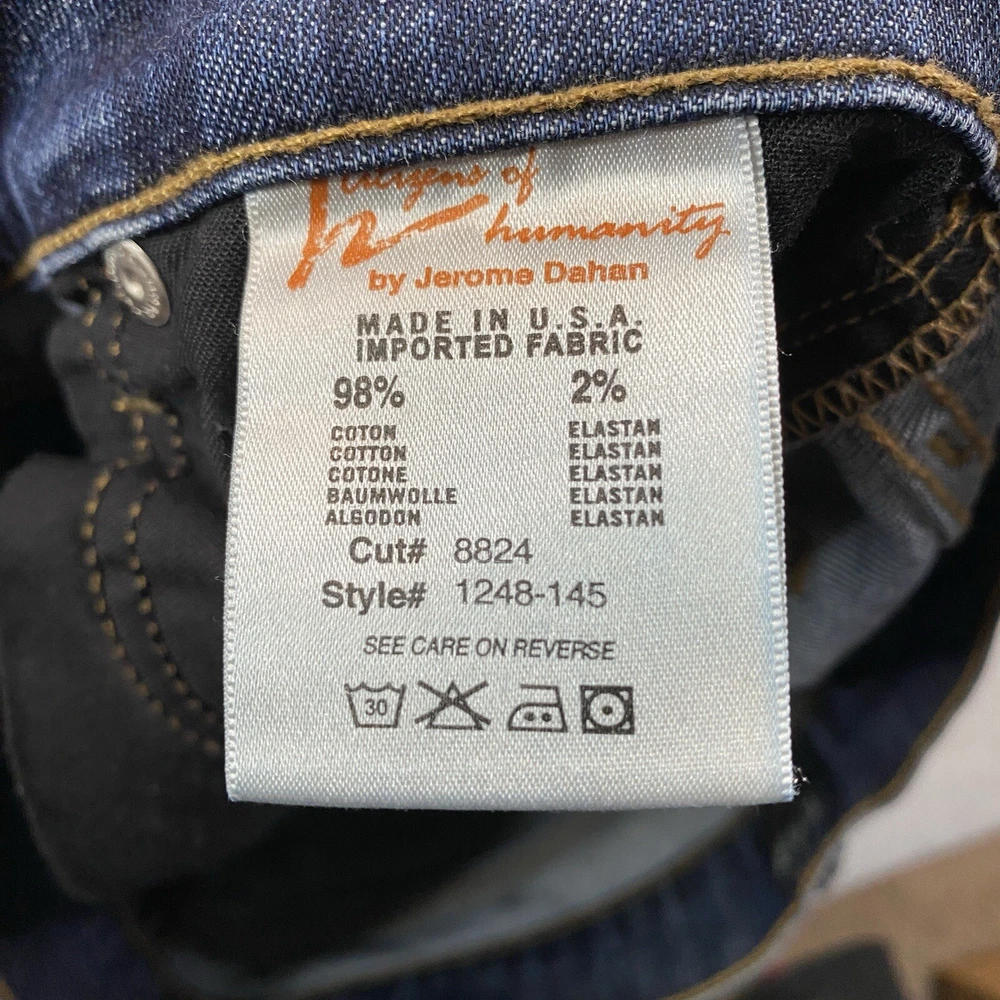 citizens of
humanity
by Jerome Dahan
MADE IN U.S.A.
IMPORTED FABRIC
98% 2%
COTON ELASTAN
COTTON ELASTAN
COTONE ELASTAN
BAUMWOLLE ELASTAN
ALGODON ELASTAN
Cut# 8824
Style# 1248-145
SEE CARE ON REVERSE
30